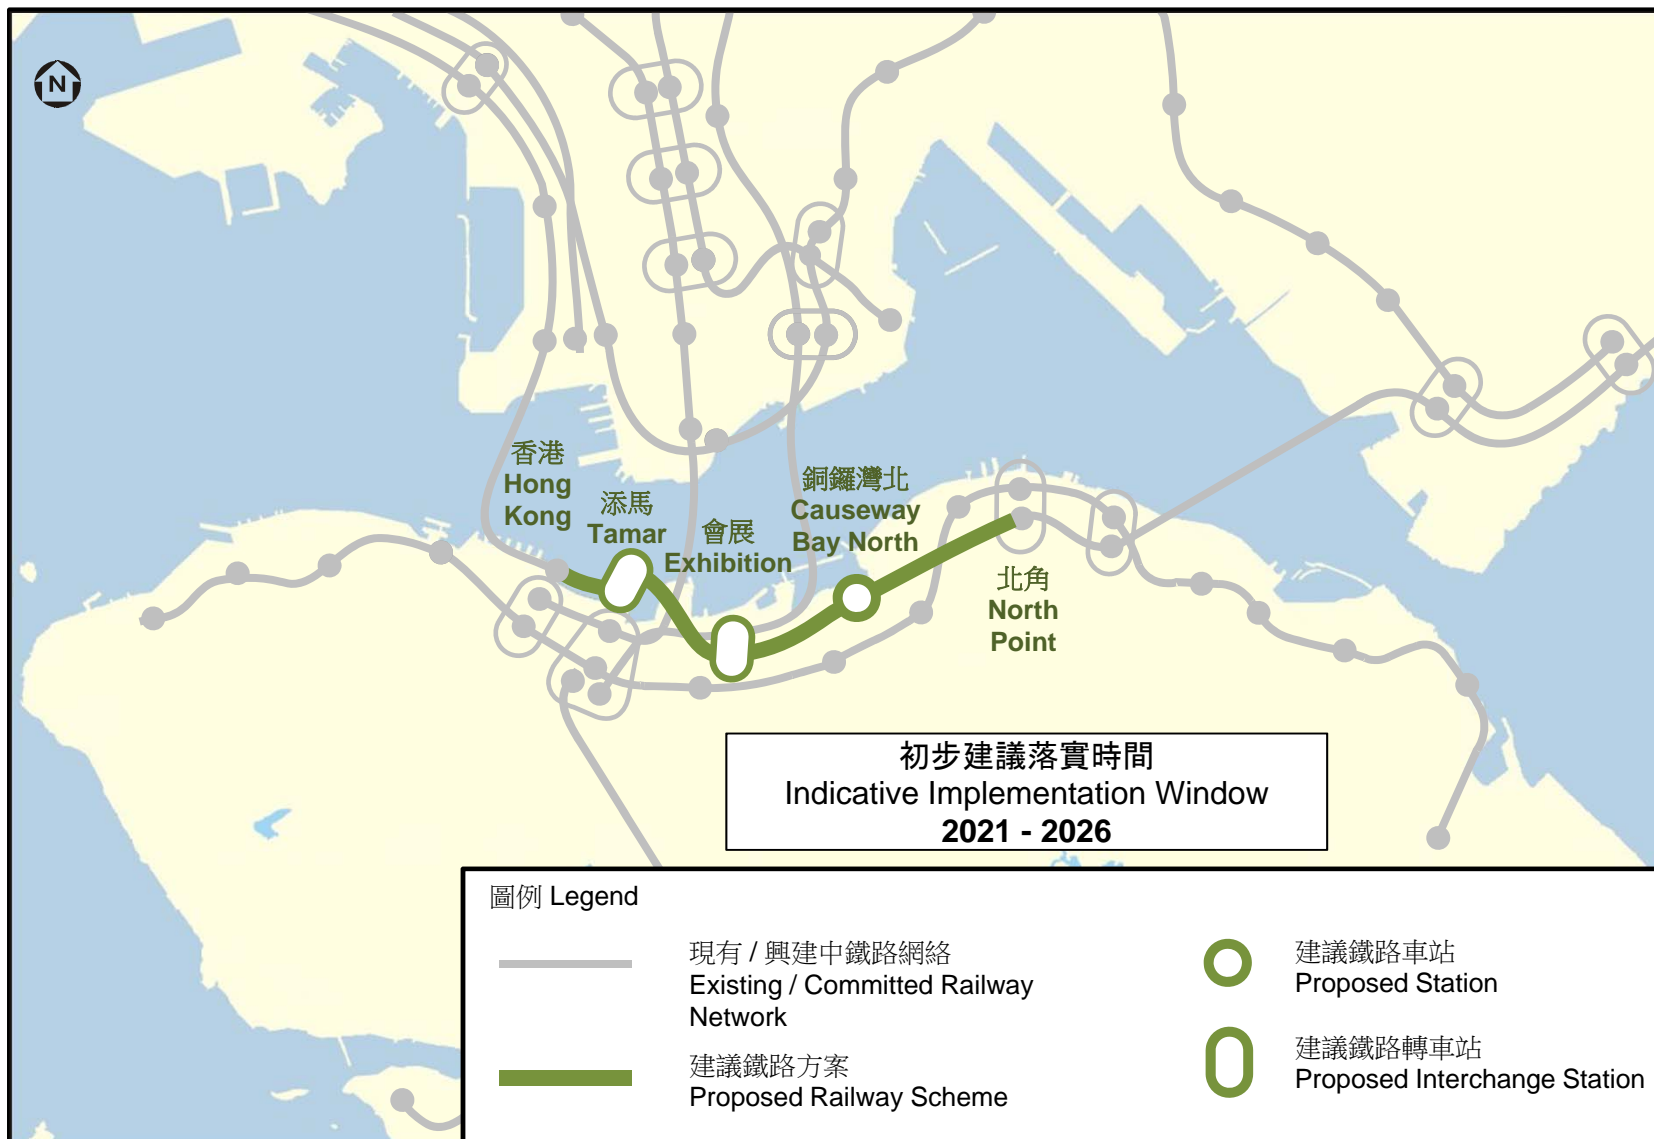 N
香港
Hong
Kong
添馬
Tamar
會展
Exhibition
銅鑼灣北
Causeway
Bay North
北角
North
Point
初步建議落實時間
Indicative Implementation Window
2021 - 2026
圖例 Legend
現有 / 興建中鐵路網絡
Existing / Committed Railway
Network
建議鐵路方案
Proposed Railway Scheme
建議鐵路車站
Proposed Station
建議鐵路轉車站
Proposed Interchange Station